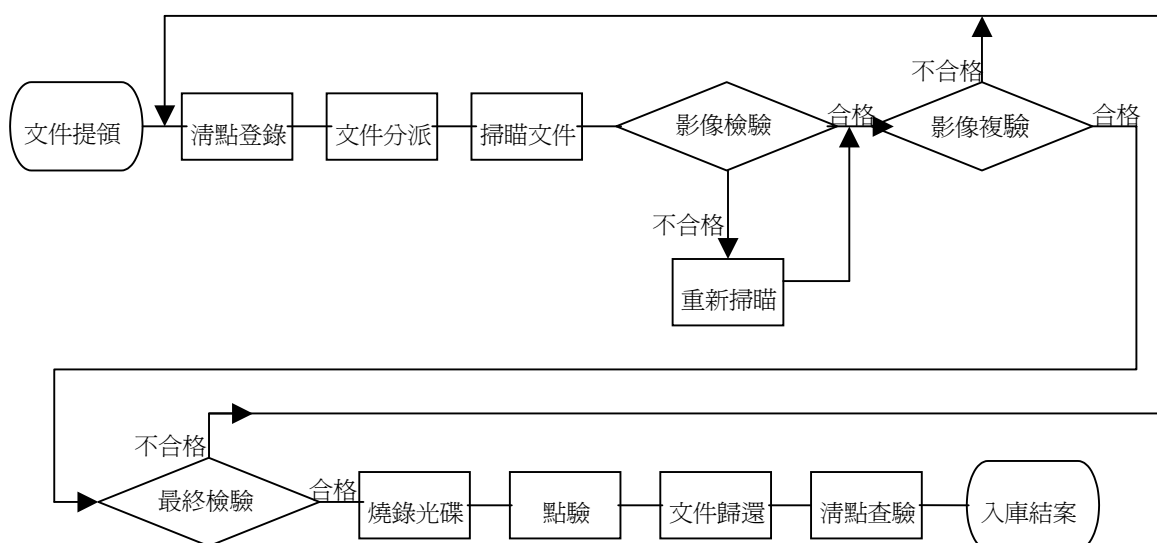 不合格
文件提領
清點登錄
文件分派
掃瞄文件
影像檢驗
合格
影像複驗
合格
不合格
重新掃瞄
不合格
最終檢驗
合格
燒錄光碟
點驗
文件歸還
清點查驗
入庫結案